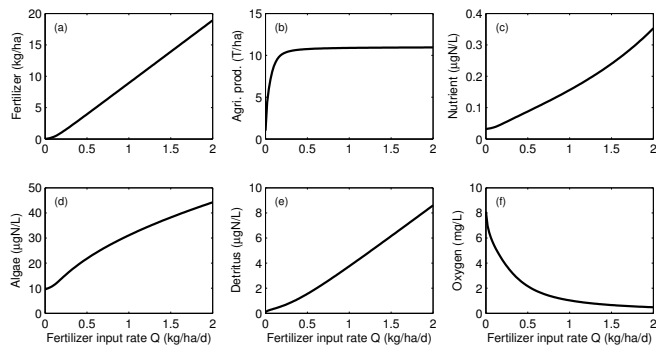 (a)
Fertilizer (kg/ha)
20
15
10
5
0
0 0.5 1 1.5 2
(b)
Agri. prod. (T/ha)
15
10
5
0
0 0.5 1 1.5 2
(c)
Nutrient (µgN/L)
0.4
0.3
0.2
0.1
0
0 0.5 1 1.5 2
(d)
Algae (µgN/L)
50
40
30
20
10
0
0 0.5 1 1.5 2
Fertilizer input rate Q (kg/ha/d)
(e)
Detritus (µgN/L)
10
8
6
4
2
0
0 0.5 1 1.5 2
Fertilizer input rate Q (kg/ha/d)
(f)
Oxygen (mg/L)
10
8
6
4
2
0
0 0.5 1 1.5 2
Fertilizer input rate Q (kg/ha/d)